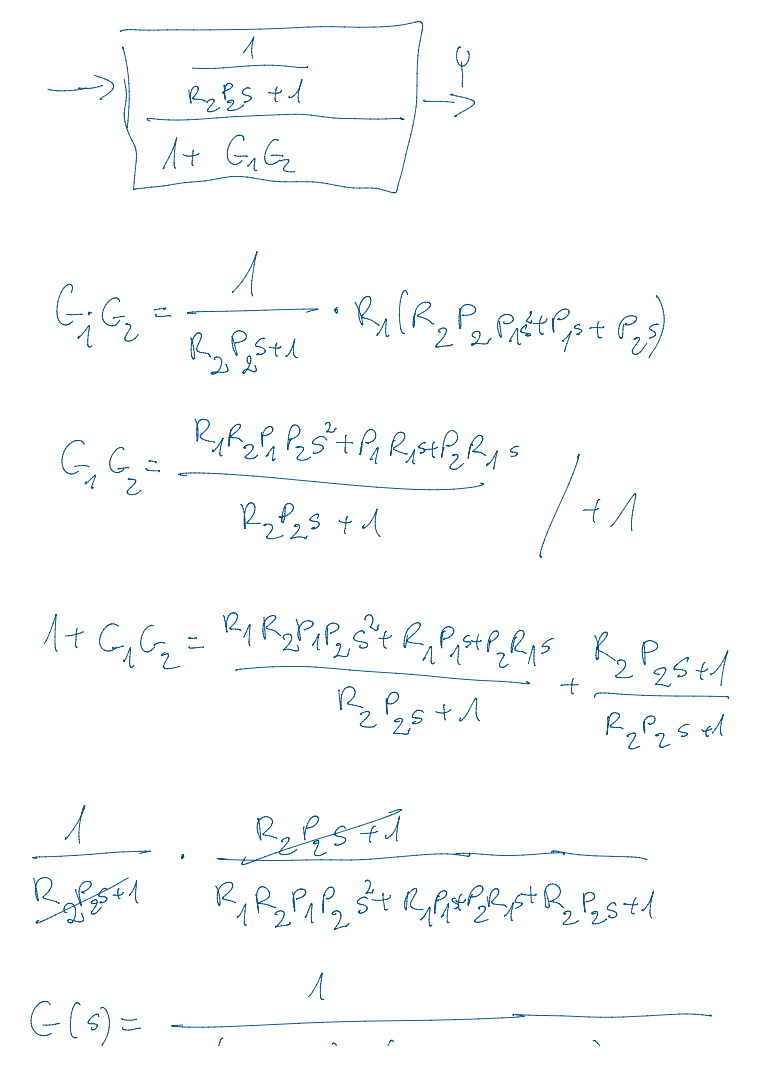 → 1 / (R₂P₂s + 1) → Y
1 + G₁G₂
G₁·G₂ = 1 / (R₂P₂s+1) · R₁(R₂P₂P₁s²+P₁s + P₂s)
G₁G₂ = (R₁R₂P₁P₂s²+P₁R₁s+P₂R₁s) / (R₂P₂s + 1) / +1
1 + G₁G₂ = (R₁R₂P₁P₂s²+R₁P₁s+P₂R₁s) / (R₂P₂s+1) + (R₂P₂s+1) / (R₂P₂s+1)
1 / (R₂P₂s+1) · (R₂P₂s+1) / (R₁R₂P₁P₂s²+R₁P₁s+P₂R₁s+R₂P₂s+1)
G(s) = 1